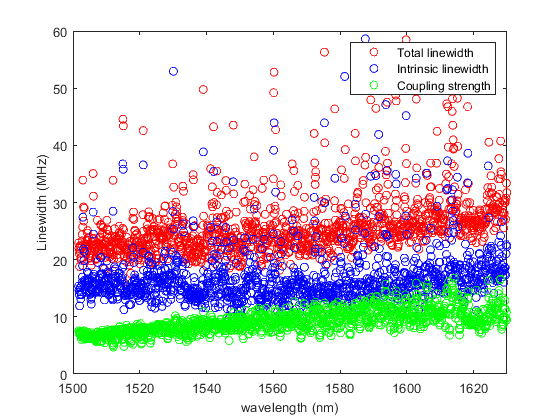 60
50
40
30
20
10
0
Linewidth (MHz)
Total linewidth
Intrinsic linewidth
Coupling strength
1500 1520 1540 1560 1580 1600 1620
wavelength (nm)